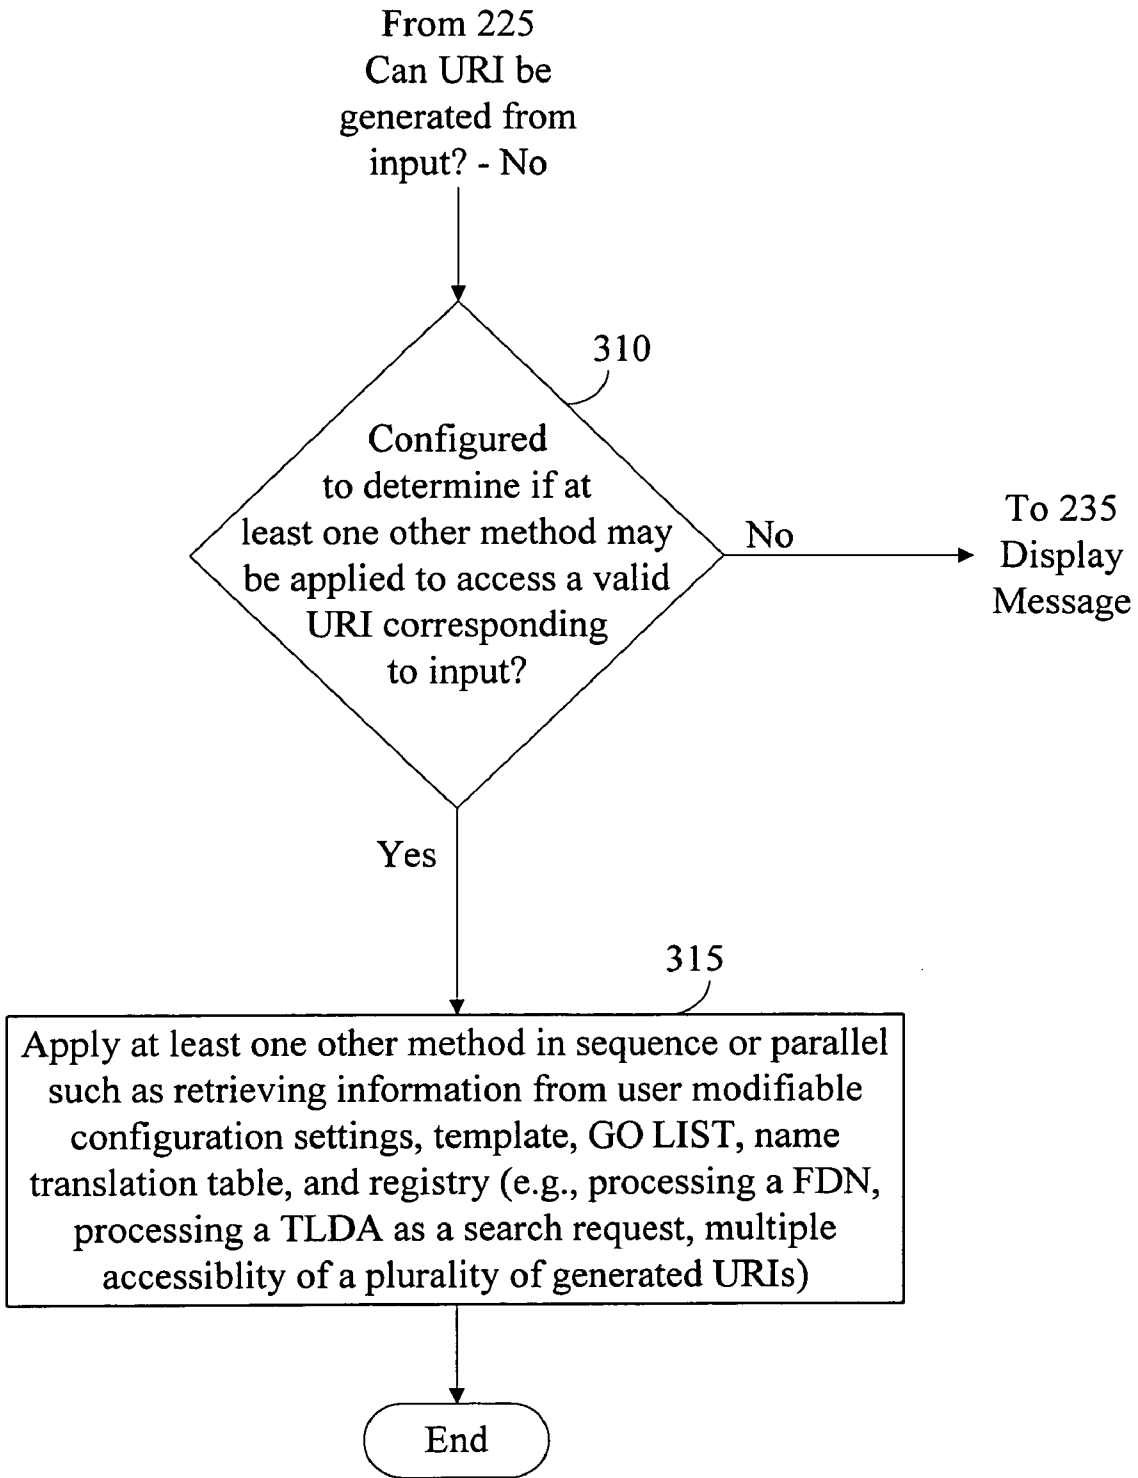 From 225
Can URI be
generated from
input? - No
310
Configured
to determine if at
least one other method may
be applied to access a valid
URI corresponding
to input?
No
To 235
Display
Message
Yes
315
Apply at least one other method in sequence or parallel
such as retrieving information from user modifiable
configuration settings, template, GO LIST, name
translation table, and registry (e.g., processing a FDN,
processing a TLDA as a search request, multiple
accessiblity of a plurality of generated URIs)
End